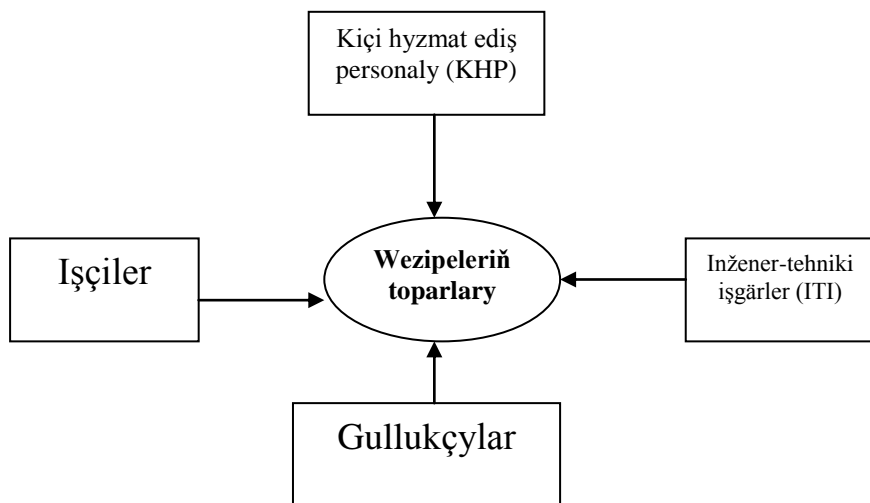 Kiçi hyzmat ediş
personaly (KHP)
Işçiler
Wezipeleriň
toparlary
Inžener-tehniki
işgärler (ITI)
Gullukçylar